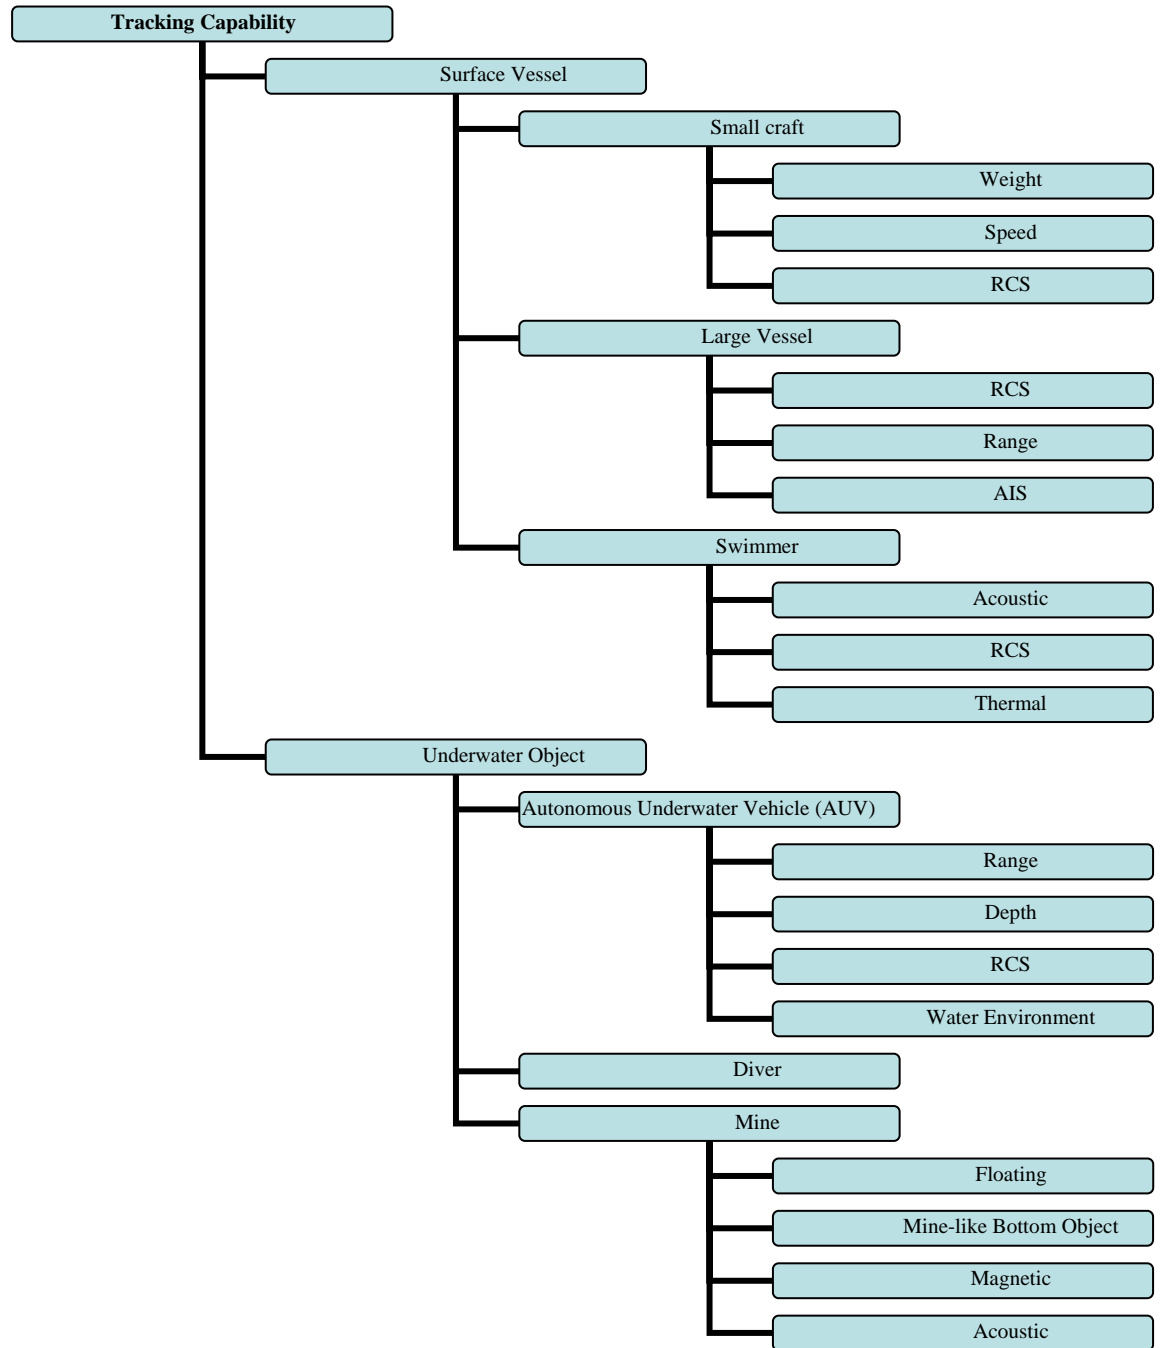 Tracking Capability
Surface Vessel
Small craft
Weight
Speed
RCS
Large Vessel
RCS
Range
AIS
Swimmer
Acoustic
RCS
Thermal
Underwater Object
Autonomous Underwater Vehicle (AUV)
Range
Depth
RCS
Water Environment
Diver
Mine
Floating
Mine-like Bottom Object
Magnetic
Acoustic